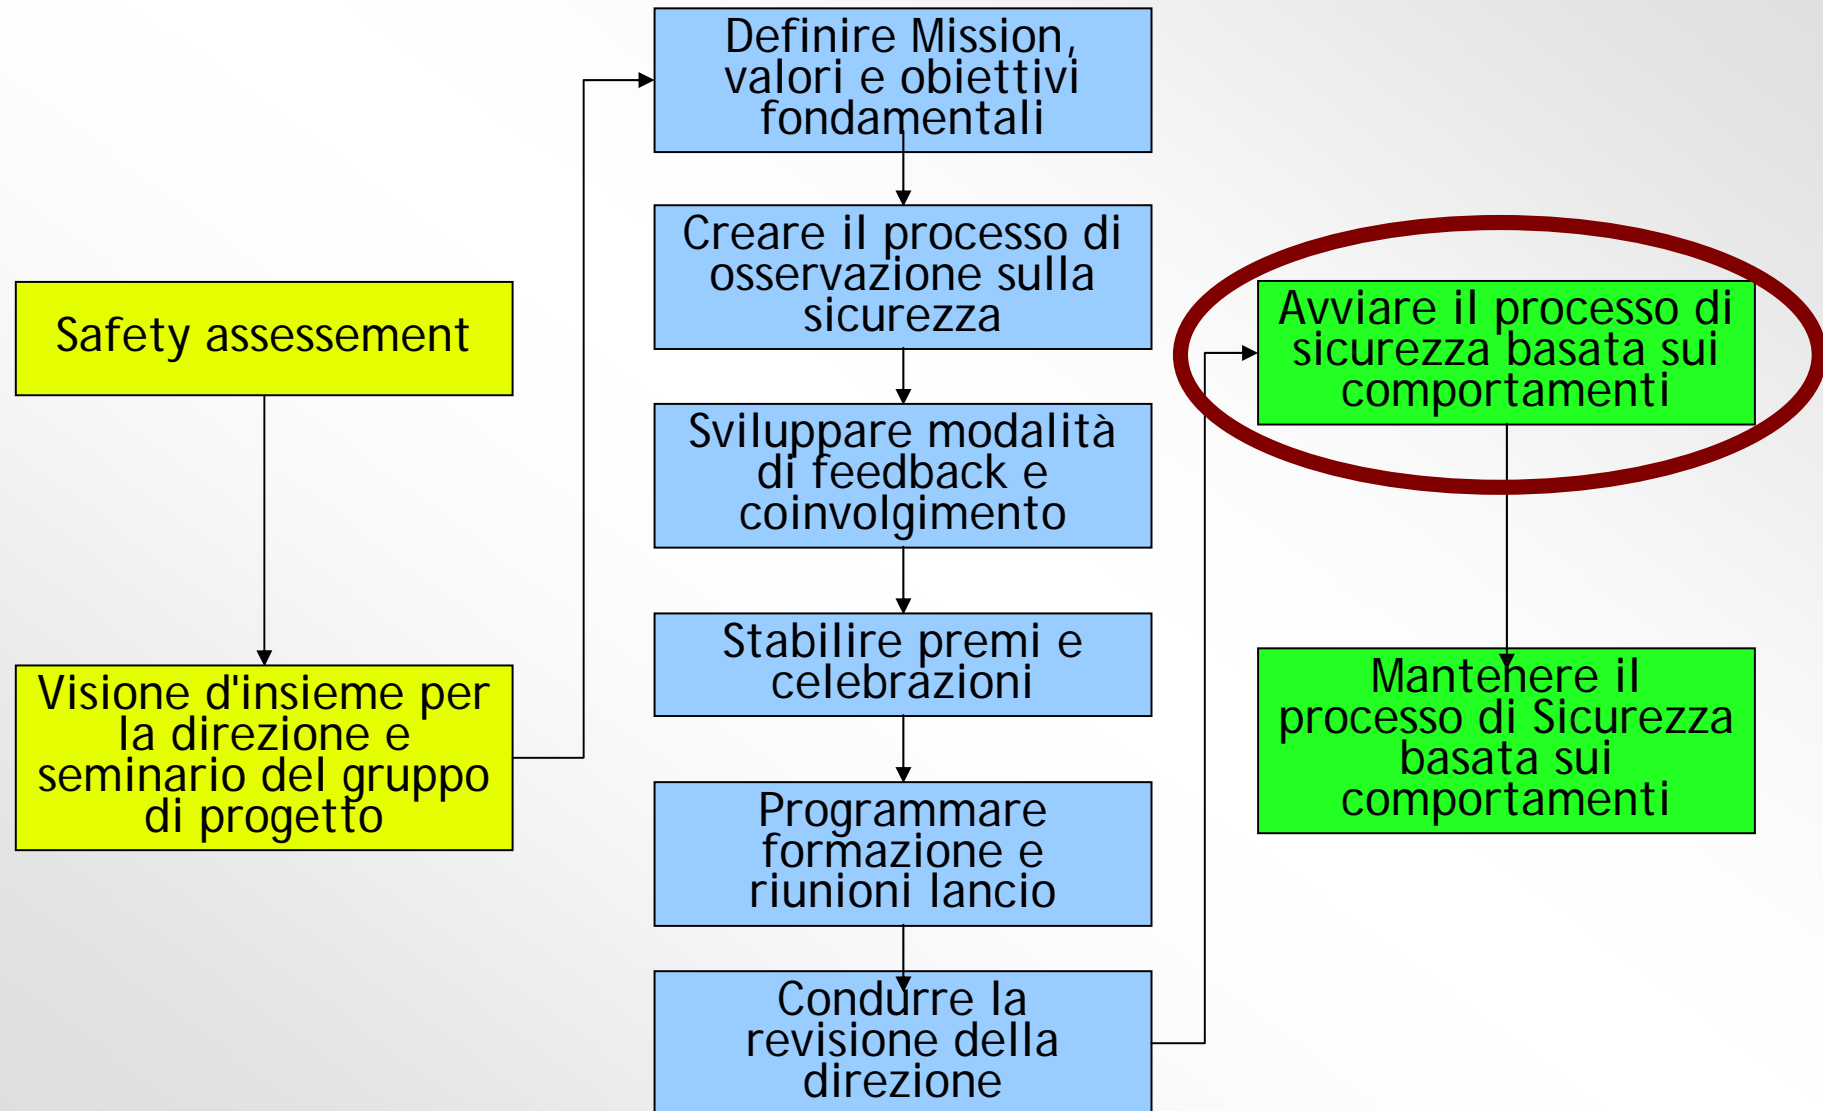 Safety assessement
Visione d'insieme per
la direzione e
seminario del gruppo
di progetto
Definire Mission,
valori e obiettivi
fondamentali
Creare il processo di
osservazione sulla
sicurezza
Sviluppare modalità
di feedback e
coinvolgimento
Stabilire premi e
celebrazioni
Programmare
formazione e
riunioni lancio
Condurre la
revisione della
direzione
Avviare il processo di
sicurezza basata sui
comportamenti
Mantenere il
processo di Sicurezza
basata sui
comportamenti